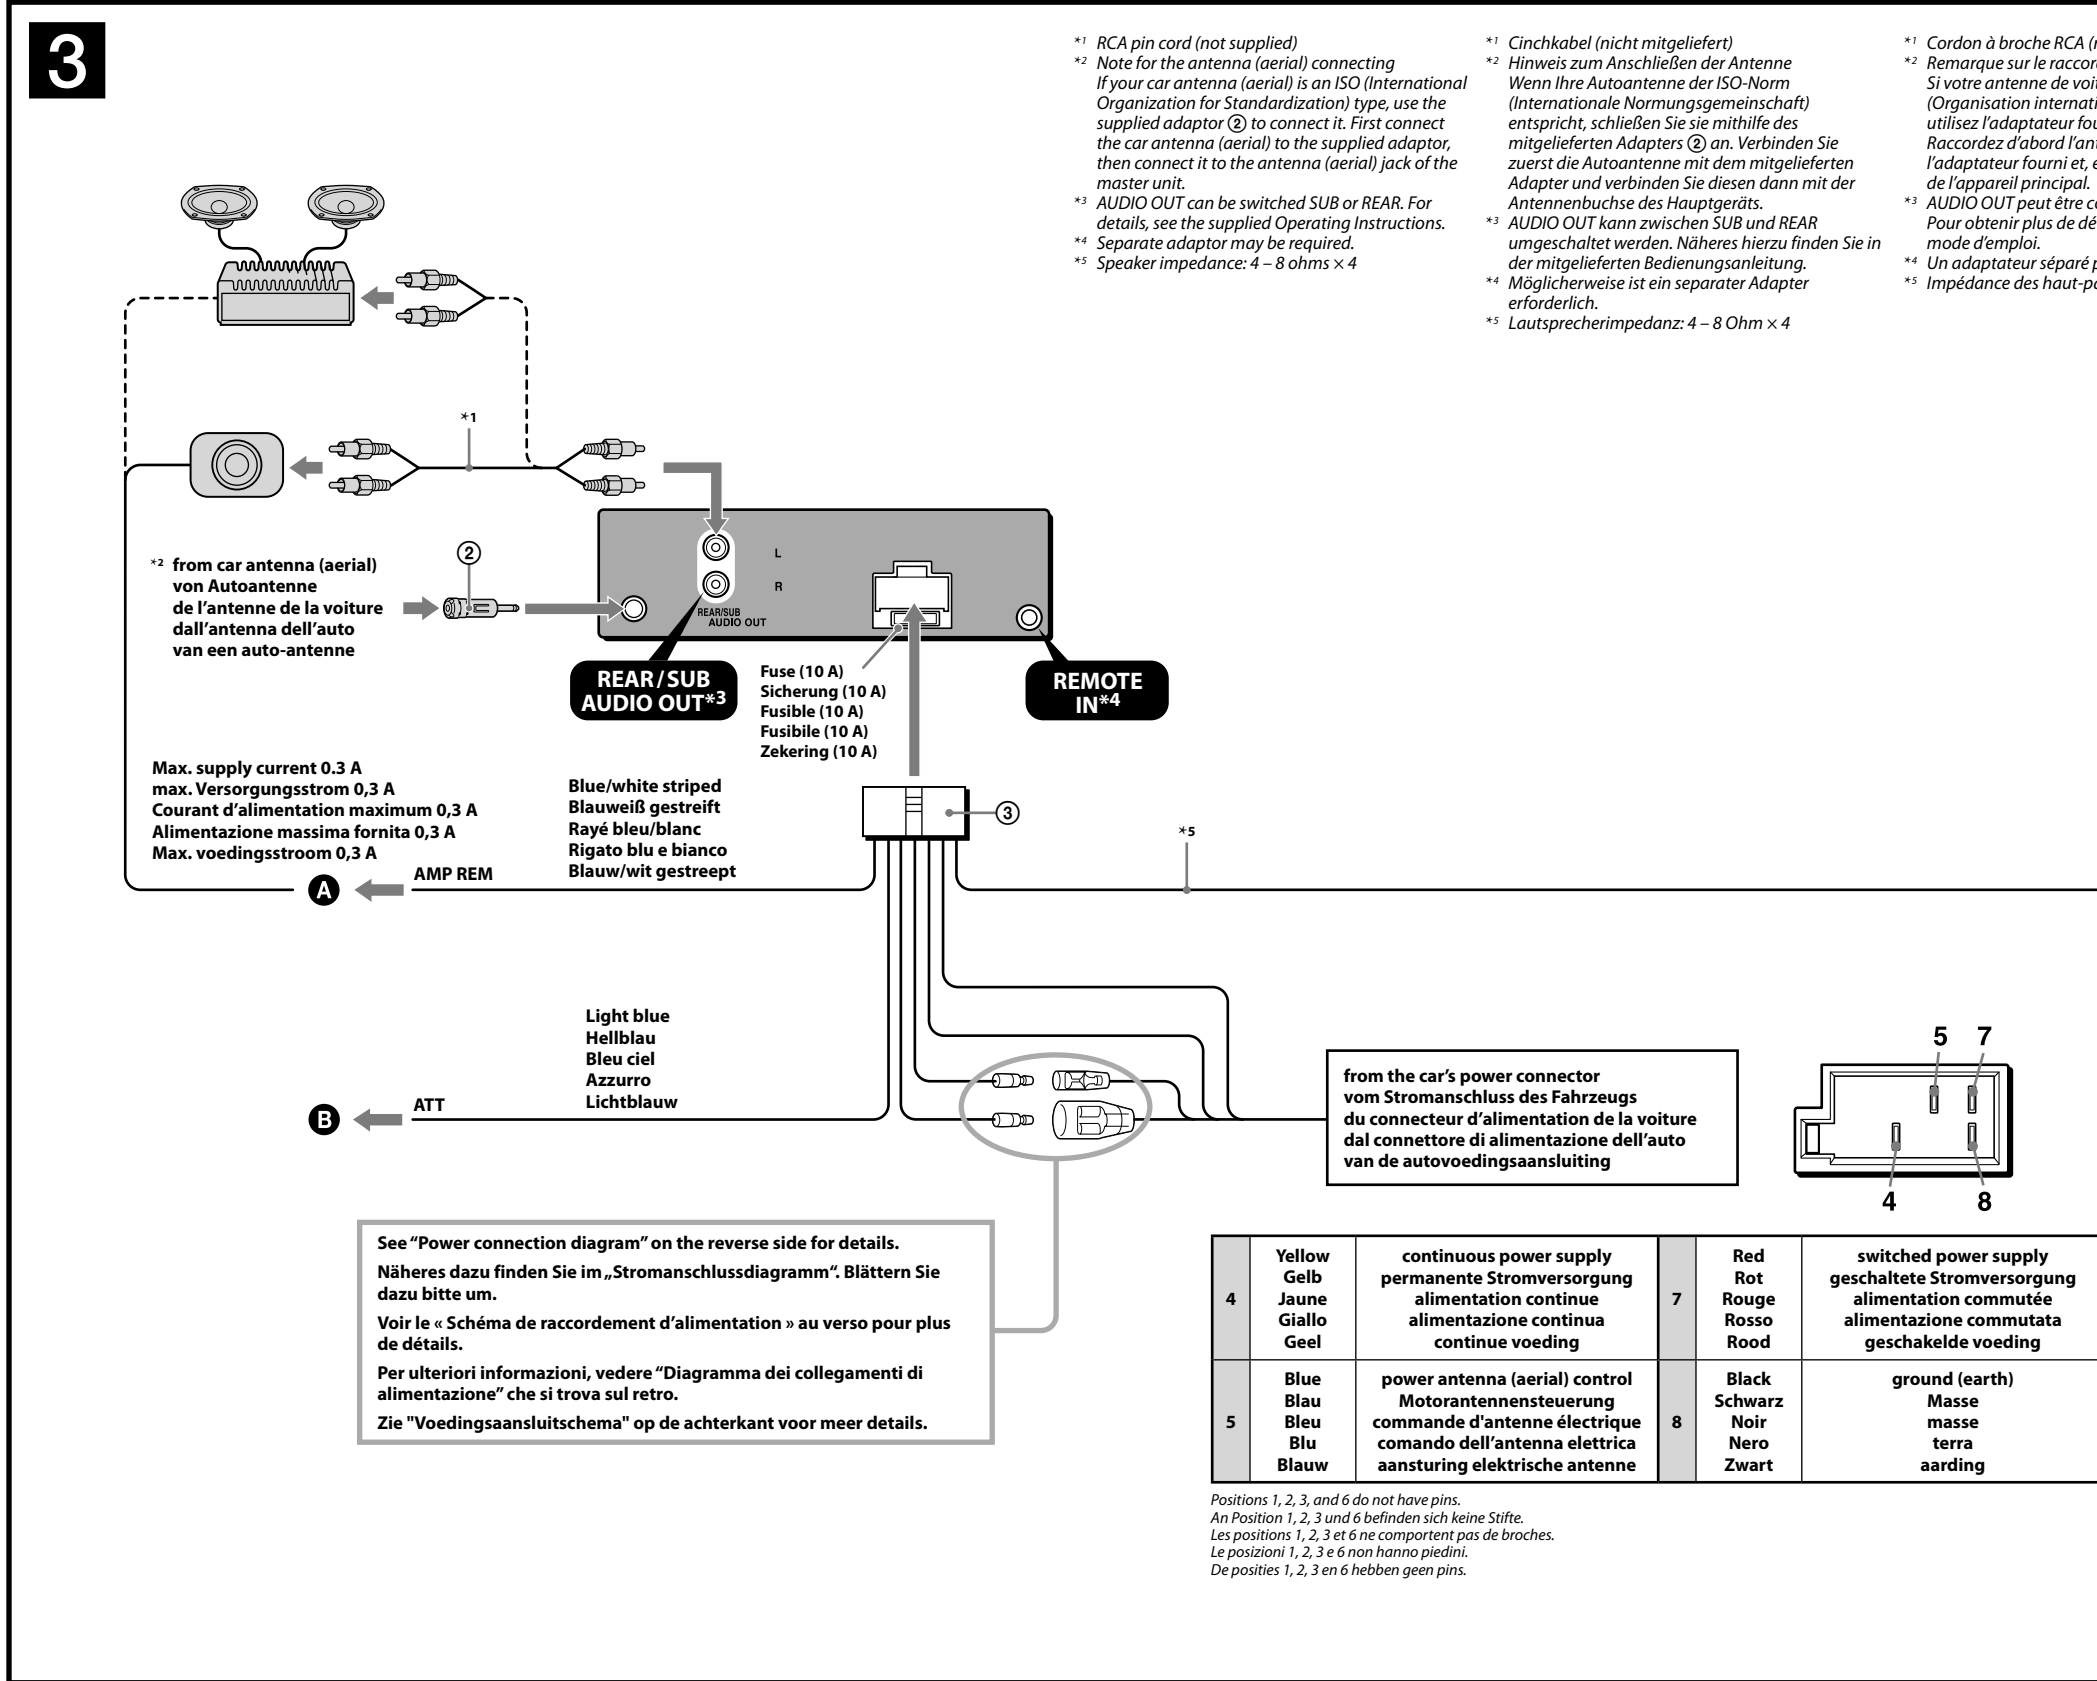 3
*1 RCA pin cord (not supplied)
*2 Note for the antenna (aerial) connecting
If your car antenna (aerial) is an ISO (International
Organization for Standardization) type, use the
supplied adaptor ② to connect it. First connect
the car antenna (aerial) to the supplied adaptor,
then connect it to the antenna (aerial) jack of the
master unit.
*3 AUDIO OUT can be switched SUB or REAR. For
details, see the supplied Operating Instructions.
*4 Separate adaptor may be required.
*5 Speaker impedance: 4 – 8 ohms × 4
*1 Cinchkabel (nicht mitgeliefert)
*2 Hinweis zum Anschließen der Antenne
Wenn Ihre Autoantenne der ISO-Norm
(Internationale Normungsgemeinschaft)
entspricht, schließen Sie sie mithilfe des
mitgelieferten Adapters ② an. Verbinden Sie
zuerst die Autoantenne mit dem mitgelieferten
Adapter und verbinden Sie diesen dann mit der
Antennenbuchse des Hauptgeräts.
*3 AUDIO OUT kann zwischen SUB und REAR
umgeschaltet werden. Näheres hierzu finden Sie in
der mitgelieferten Bedienungsanleitung.
*4 Möglicherweise ist ein separater Adapter
erforderlich.
*5 Lautsprecherimpedanz: 4 – 8 Ohm × 4
*1 Cordon à broche RCA
*2 Remarque sur le
Si votre antenne de
(Organisation
utilisez l’adaptateur
Raccordez d’abord
l’adaptateur fourni et,
de l’appareil principal.
*3 AUDIO OUT peut être
Pour obtenir plus de
mode d’emploi.
*4 Un adaptateur séparé
*5 Impédance des
*1
*2 from car antenna (aerial)
von Autoantenne
de l’antenne de la voiture
dall’antenna dell’auto
van een auto-antenne
②
L
R
REAR/SUB
AUDIO OUT
REAR/SUB
AUDIO OUT*3
Fuse (10 A)
Sicherung (10 A)
Fusible (10 A)
Fusibile (10 A)
Zekering (10 A)
REMOTE
IN*4
Max. supply current 0.3 A
max. Versorgungsstrom 0,3 A
Courant d’alimentation maximum 0,3 A
Alimentazione massima fornita 0,3 A
Max. voedingsstroom 0,3 A
Blue/white striped
Blauweiß gestreift
Rayé bleu/blanc
Rigato blu e bianco
Blauw/wit gestreept
③
*5
A
AMP REM
Light blue
Hellblau
Bleu ciel
Azzurro
Lichtblauw
B
ATT
from the car’s power connector
vom Stromanschluss des Fahrzeugs
du connecteur d’alimentation de la voiture
dal connettore di alimentazione dell’auto
van de autovoedingsaansluiting
5 7
4 8
See “Power connection diagram” on the reverse side for details.
Näheres dazu finden Sie im „Stromanschlussdiagramm“. Blättern Sie
dazu bitte um.
Voir le « Schéma de raccordement d’alimentation » au verso pour plus
de détails.
Per ulteriori informazioni, vedere “Diagramma dei collegamenti di
alimentazione” che si trova sul retro.
Zie "Voedingsaansluitschema" op de achterkant voor meer details.
4
Yellow
Gelb
Jaune
Giallo
Geel
continuous power supply
permanente Stromversorgung
alimentation continue
alimentazione continua
continue voeding
7
Red
Rot
Rouge
Rosso
Rood
switched power supply
geschaltete Stromversorgung
alimentation commutée
alimentazione commutata
geschakelde voeding
5
Blue
Blau
Bleu
Blu
Blauw
power antenna (aerial) control
Motorantennensteuerung
commande d'antenne électrique
comando dell’antenna elettrica
aansturing elektrische antenne
8
Black
Schwarz
Noir
Nero
Zwart
ground (earth)
Masse
masse
terra
aarding
Positions 1, 2, 3, and 6 do not have pins.
An Position 1, 2, 3 und 6 befinden sich keine Stifte.
Les positions 1, 2, 3 et 6 ne comportent pas de broches.
Le posizioni 1, 2, 3 e 6 non hanno piedini.
De posities 1, 2, 3 en 6 hebben geen pins.